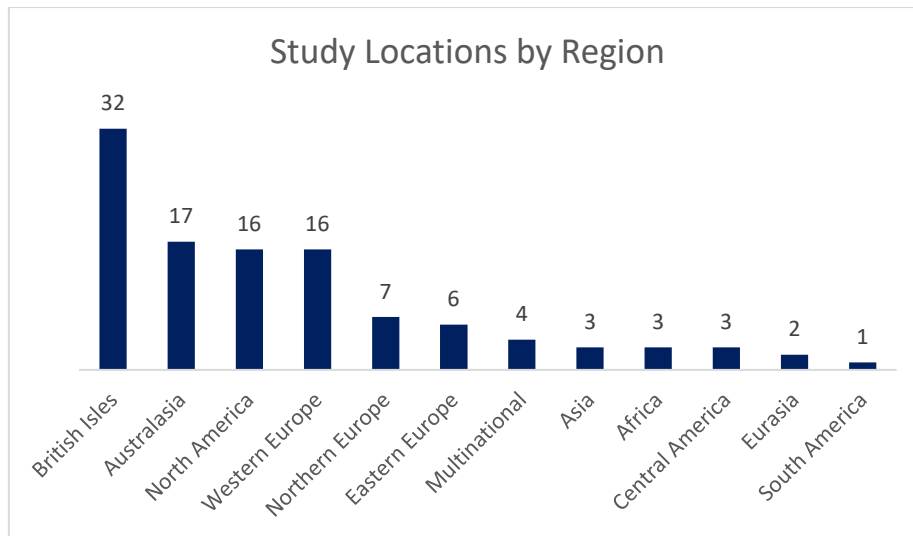 Study Locations by Region
32
17
16
16
7
6
4
3
3
3
2
1
British Isles
Australasia
North America
Western Europe
Northern Europe
Eastern Europe
Multinational
Asia
Africa
Central America
Eurasia
South America